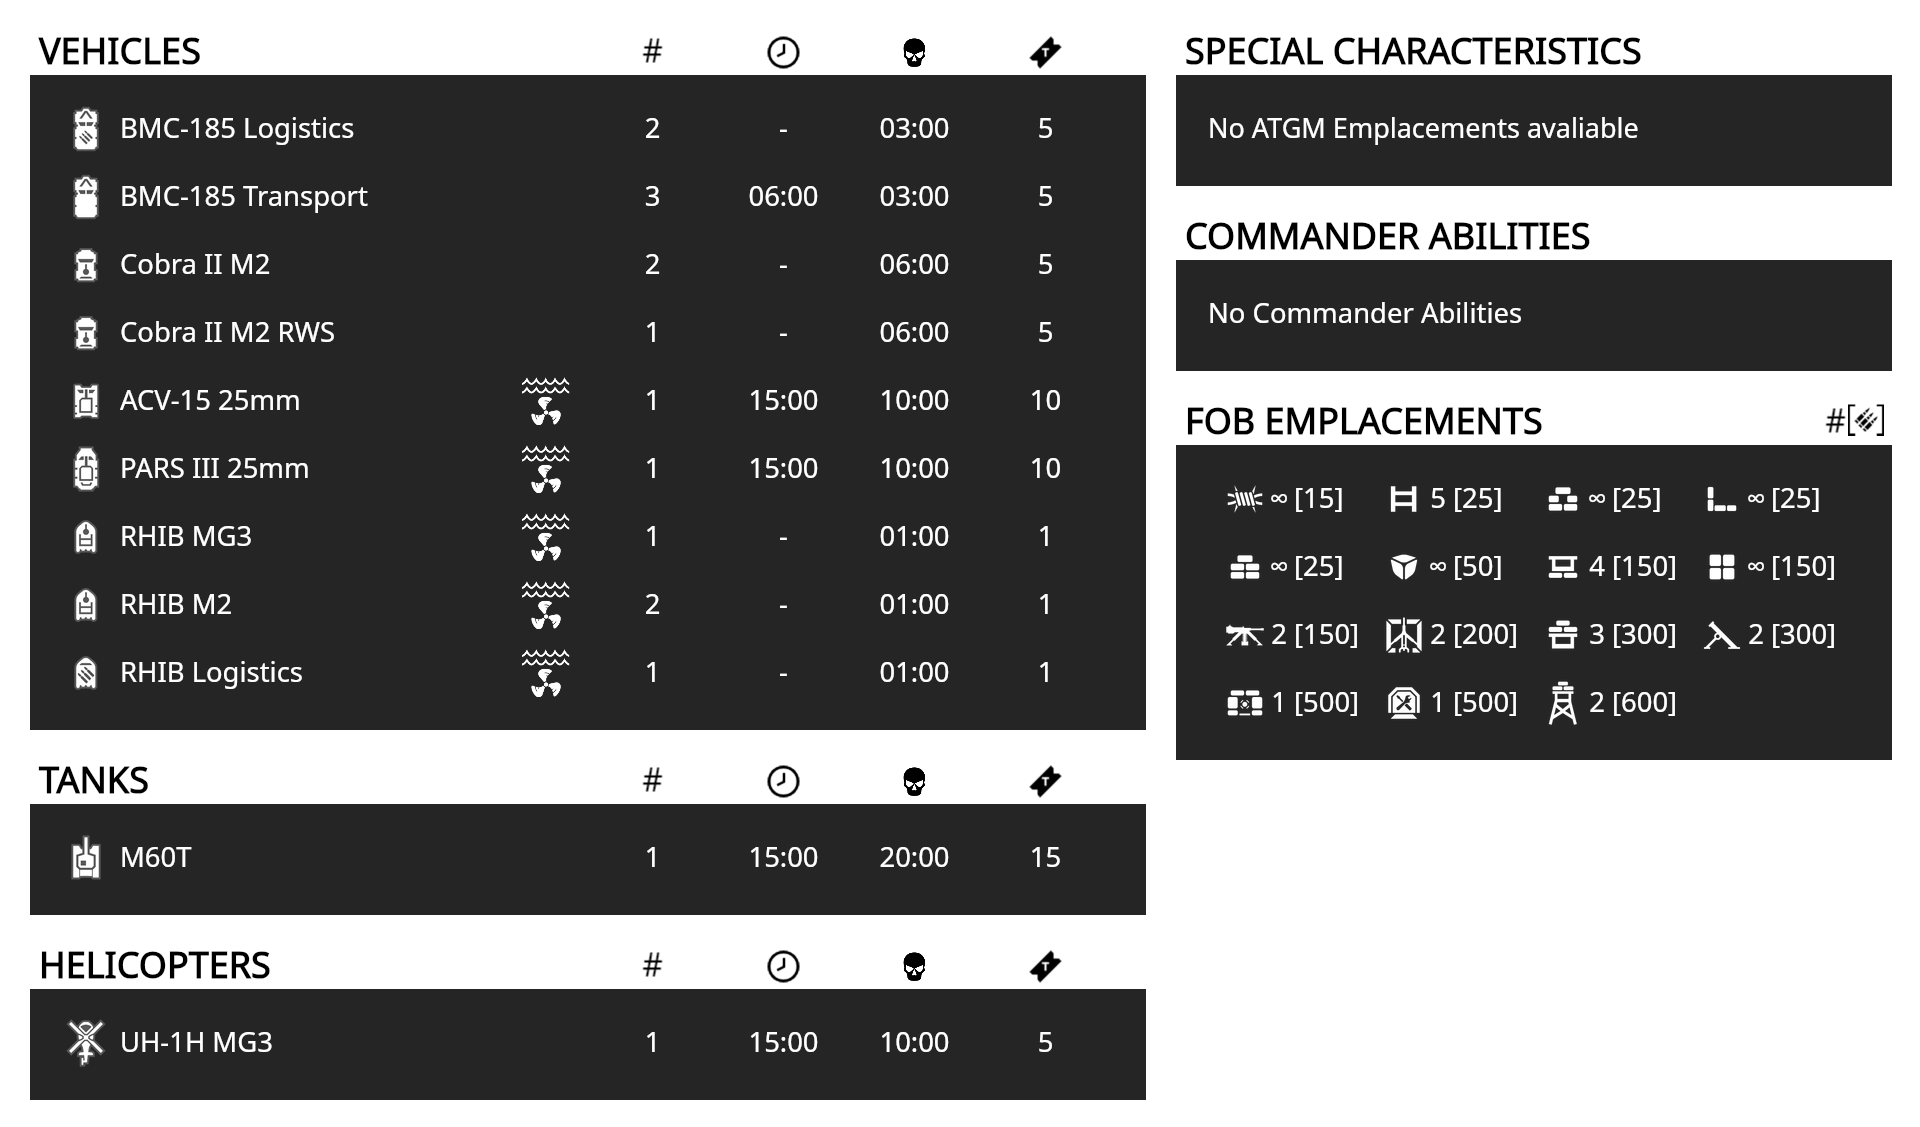 VEHICLES #
BMC-185 Logistics 2 - 03:00 5
BMC-185 Transport 3 06:00 03:00 5
Cobra II M2 2 - 06:00 5
Cobra II M2 RWS 1 - 06:00 5
ACV-15 25mm 1 15:00 10:00 10
PARS III 25mm 1 15:00 10:00 10
RHIB MG3 1 - 01:00 1
RHIB M2 2 - 01:00 1
RHIB Logistics 1 - 01:00 1
TANKS #
M60T 1 15:00 20:00 15
HELICOPTERS #
UH-1H MG3 1 15:00 10:00 5
SPECIAL CHARACTERISTICS
No ATGM Emplacements avaliable
COMMANDER ABILITIES
No Commander Abilities
FOB EMPLACEMENTS #[]
∞ [15] 5 [25] ∞ [25] ∞ [25]
∞ [25] ∞ [50] 4 [150] ∞ [150]
2 [150] 2 [200] 3 [300] 2 [300]
1 [500] 1 [500] 2 [600]